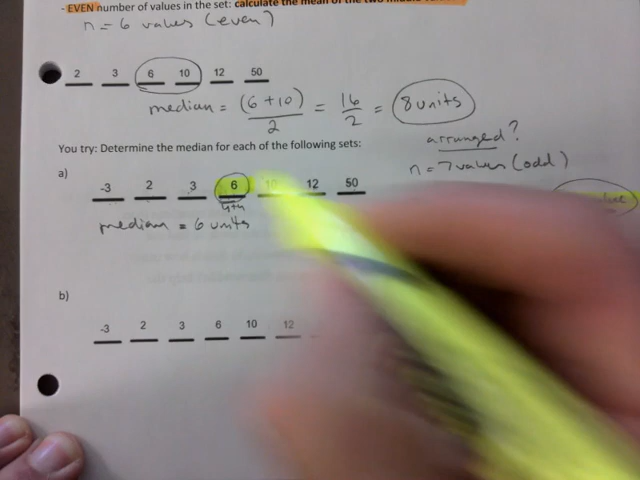 - EVEN number of values in the set: calculate the mean of the two
n = 6 values (even)
2 3 6 10 12 50
median = (6 + 10) / 2 = 16 / 2 = 8 units
You try: Determine the median for each of the following sets:
arranged?
n = 7 values (odd)
a)
-3 2 3 6 10 12 50
4th
median = 6 units
b)
-3 2 3 6 10 12